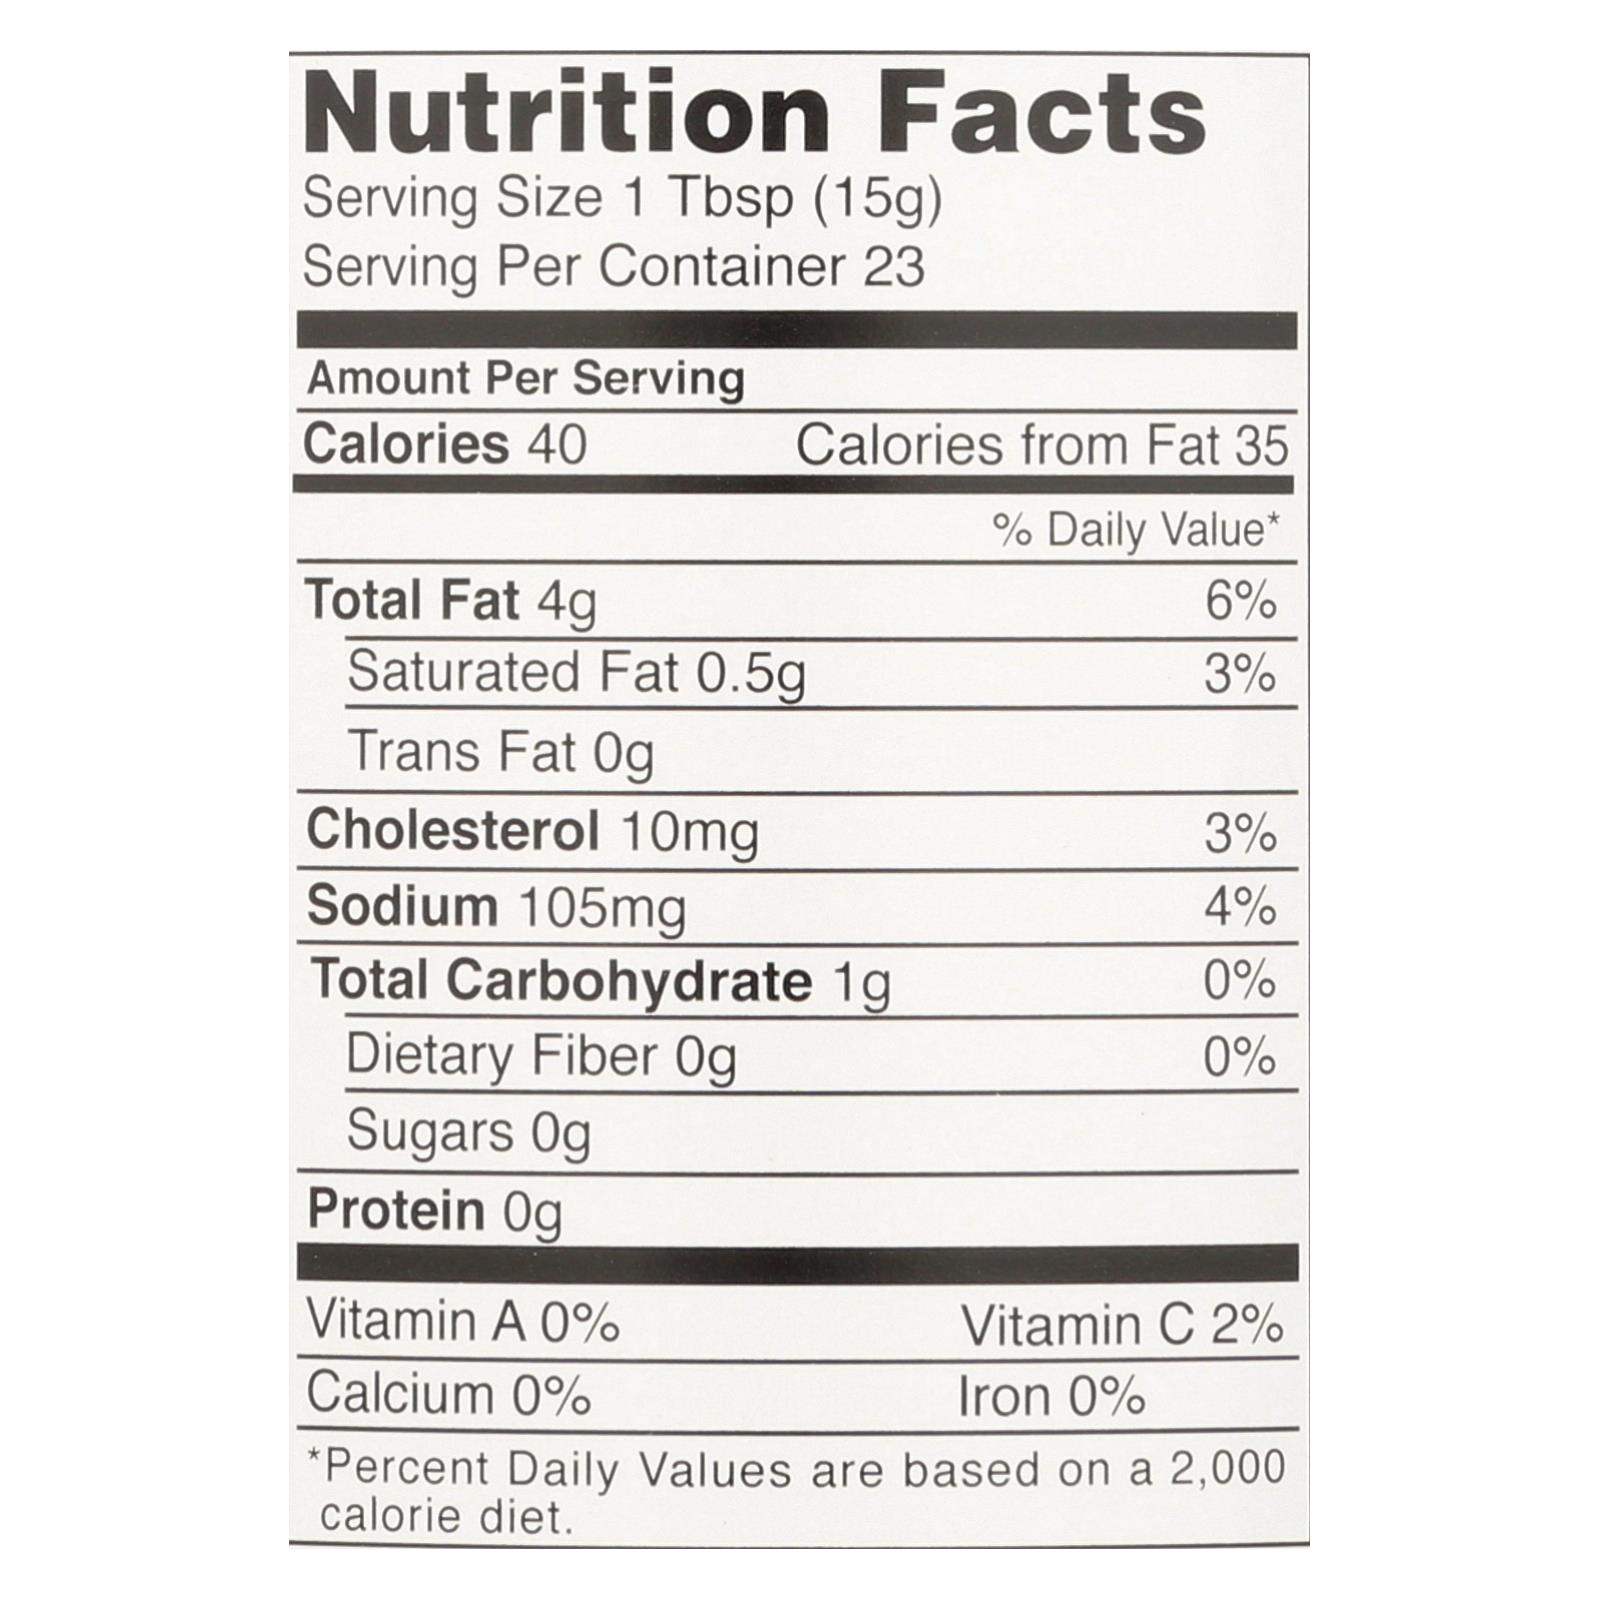 Nutrition Facts
Serving Size 1 Tbsp (15g)
Serving Per Container 23
Amount Per Serving
Calories 40 Calories from Fat 35
% Daily Value*
Total Fat 4g 6%
Saturated Fat 0.5g 3%
Trans Fat 0g
Cholesterol 10mg 3%
Sodium 105mg 4%
Total Carbohydrate 1g 0%
Dietary Fiber 0g 0%
Sugars 0g
Protein 0g
Vitamin A 0% Vitamin C 2%
Calcium 0% Iron 0%
*Percent Daily Values are based on a 2,000
calorie diet.